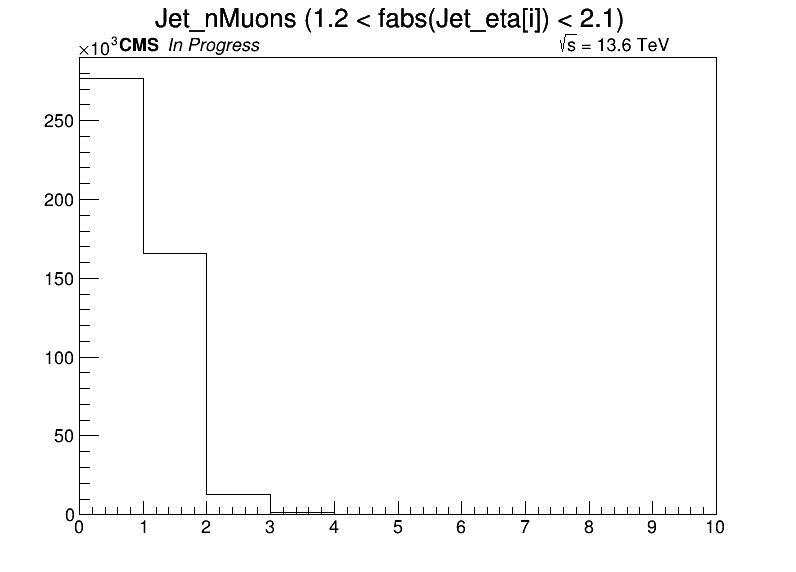 Jet_nMuons (1.2 < fabs(Jet_eta[i]) < 2.1)
×10³ CMS In Progress √s = 13.6 TeV
250
200
150
100
50
0
0 1 2 3 4 5 6 7 8 9 10